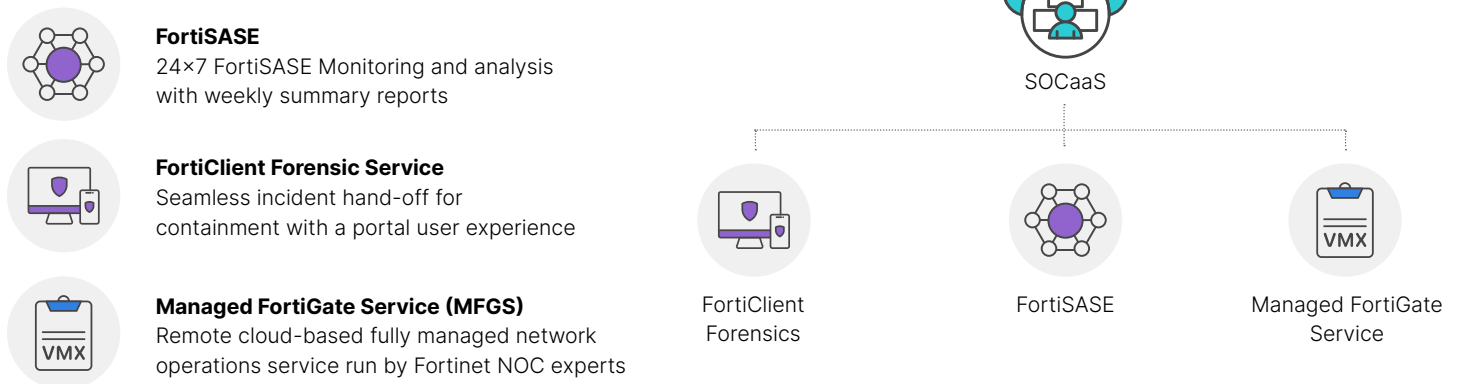 FortiSASE
24×7 FortiSASE Monitoring and analysis
with weekly summary reports
FortiClient Forensic Service
Seamless incident hand-off for
containment with a portal user experience
VMX
Managed FortiGate Service (MFGS)
Remote cloud-based fully managed network
operations service run by Fortinet NOC experts
SOCaaS
FortiClient
Forensics
FortiSASE
VMX
Managed FortiGate
Service